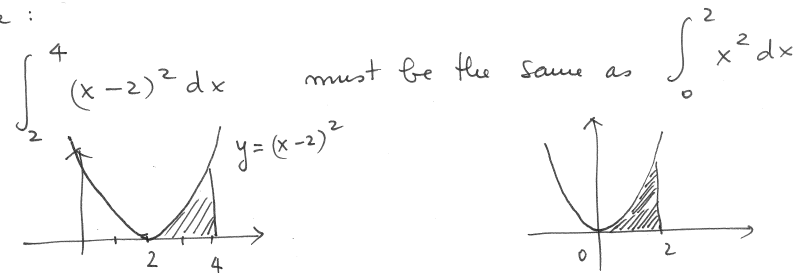 e :
∫₂⁴ (x-2)² dx must be the same as ∫₀² x² dx
y = (x-2)²
2 4
0 2